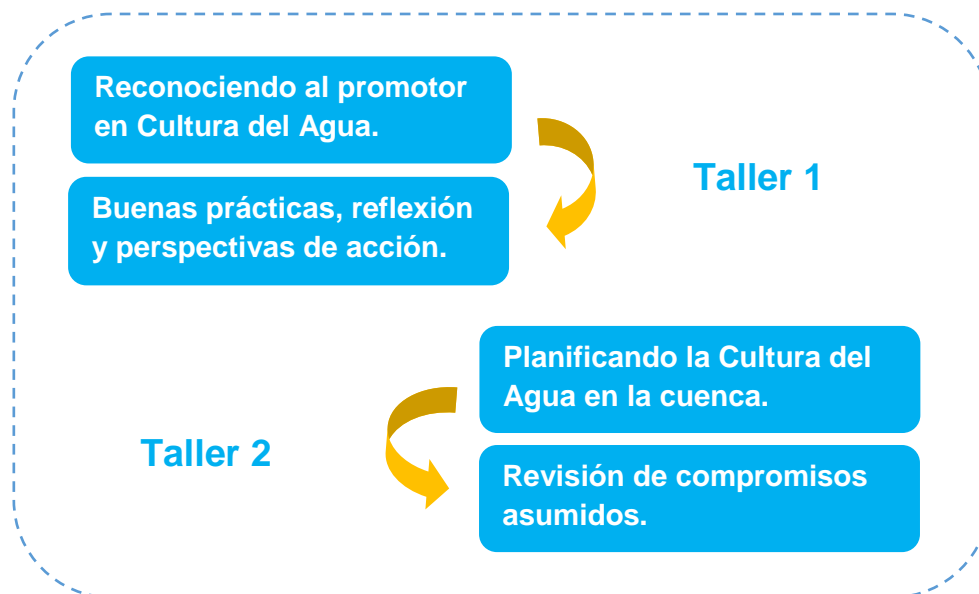 Reconociendo al promotor
en Cultura del Agua.
Taller 1
Buenas prácticas, reflexión
y perspectivas de acción.
Planificando la Cultura del
Agua en la cuenca.
Taller 2
Revisión de compromisos
asumidos.